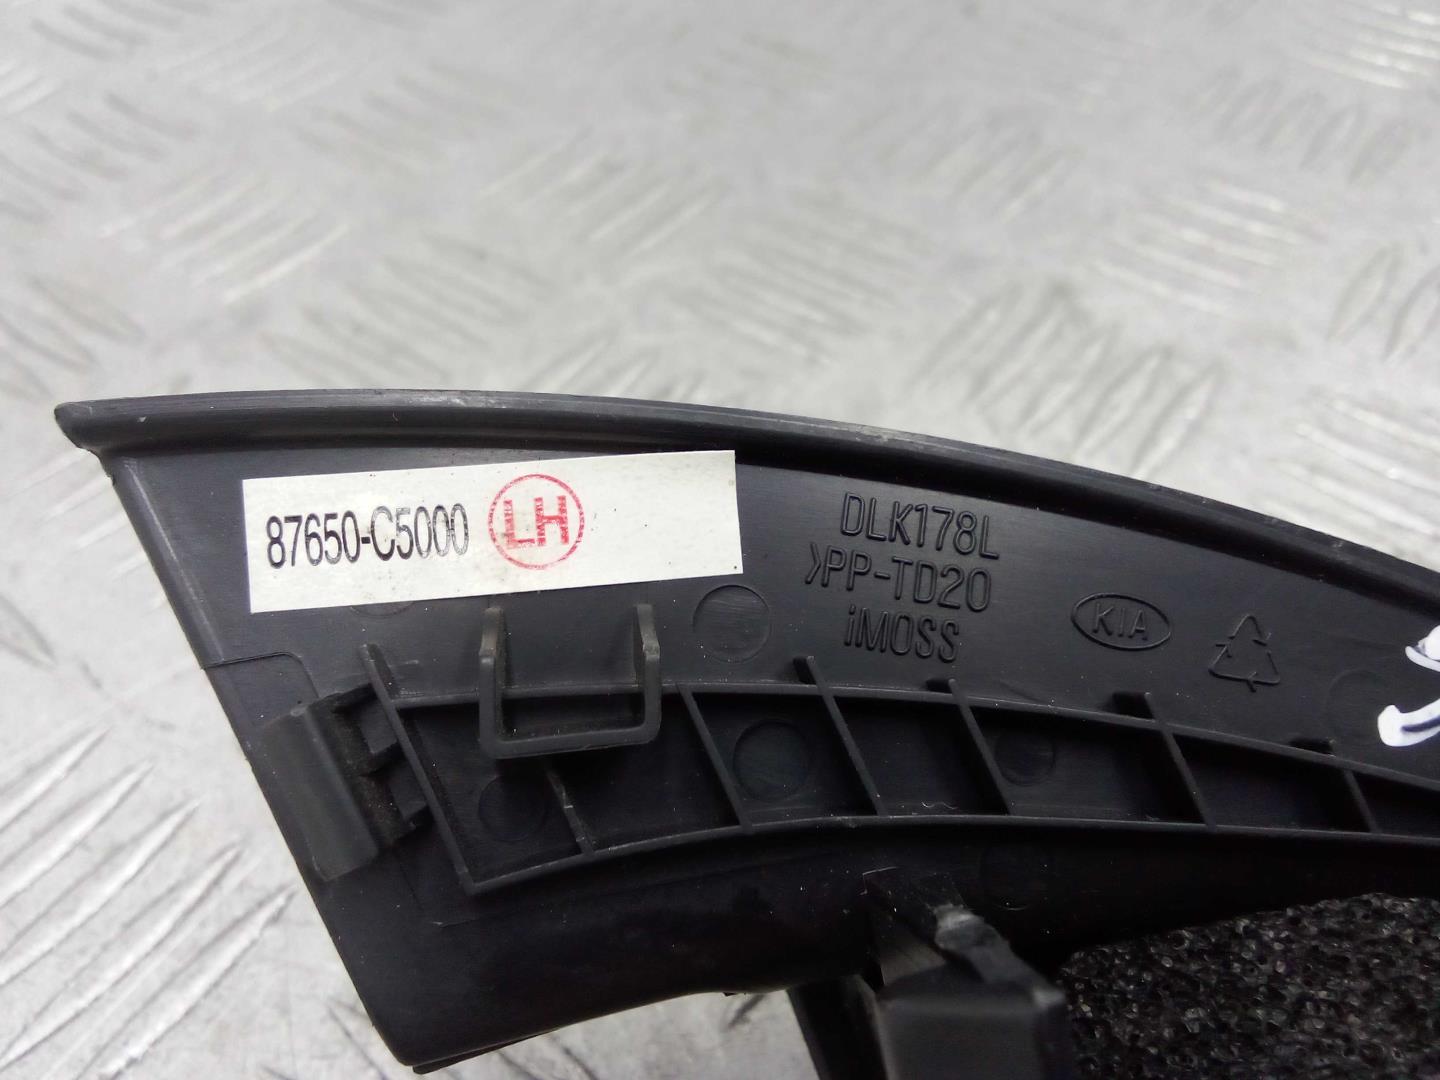 87650-C5000 LH
DLK178L
>PP-TD20
iMOSS
KIA